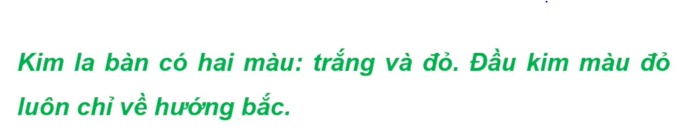 Kim la bàn có hai màu: trắng và đỏ. Đầu kim màu đỏ
luôn chỉ về hướng bắc.